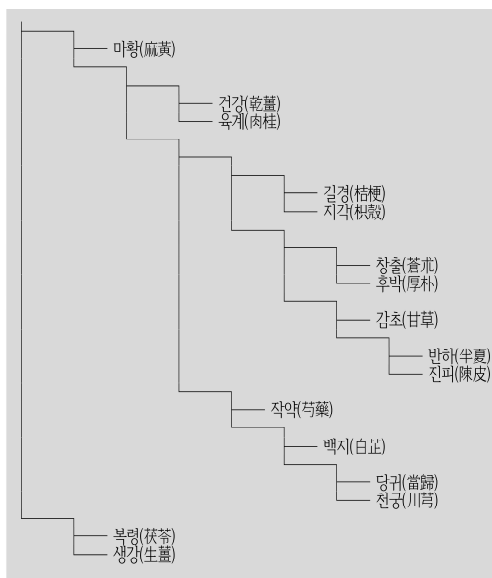 마황(麻黃)
건강(乾薑)
육계(肉桂)
길경(桔梗)
지각(枳殼)
창출(蒼朮)
후박(厚朴)
감초(甘草)
반하(半夏)
진피(陳皮)
작약(芍藥)
백지(白芷)
당귀(當歸)
천궁(川芎)
복령(茯苓)
생강(生薑)